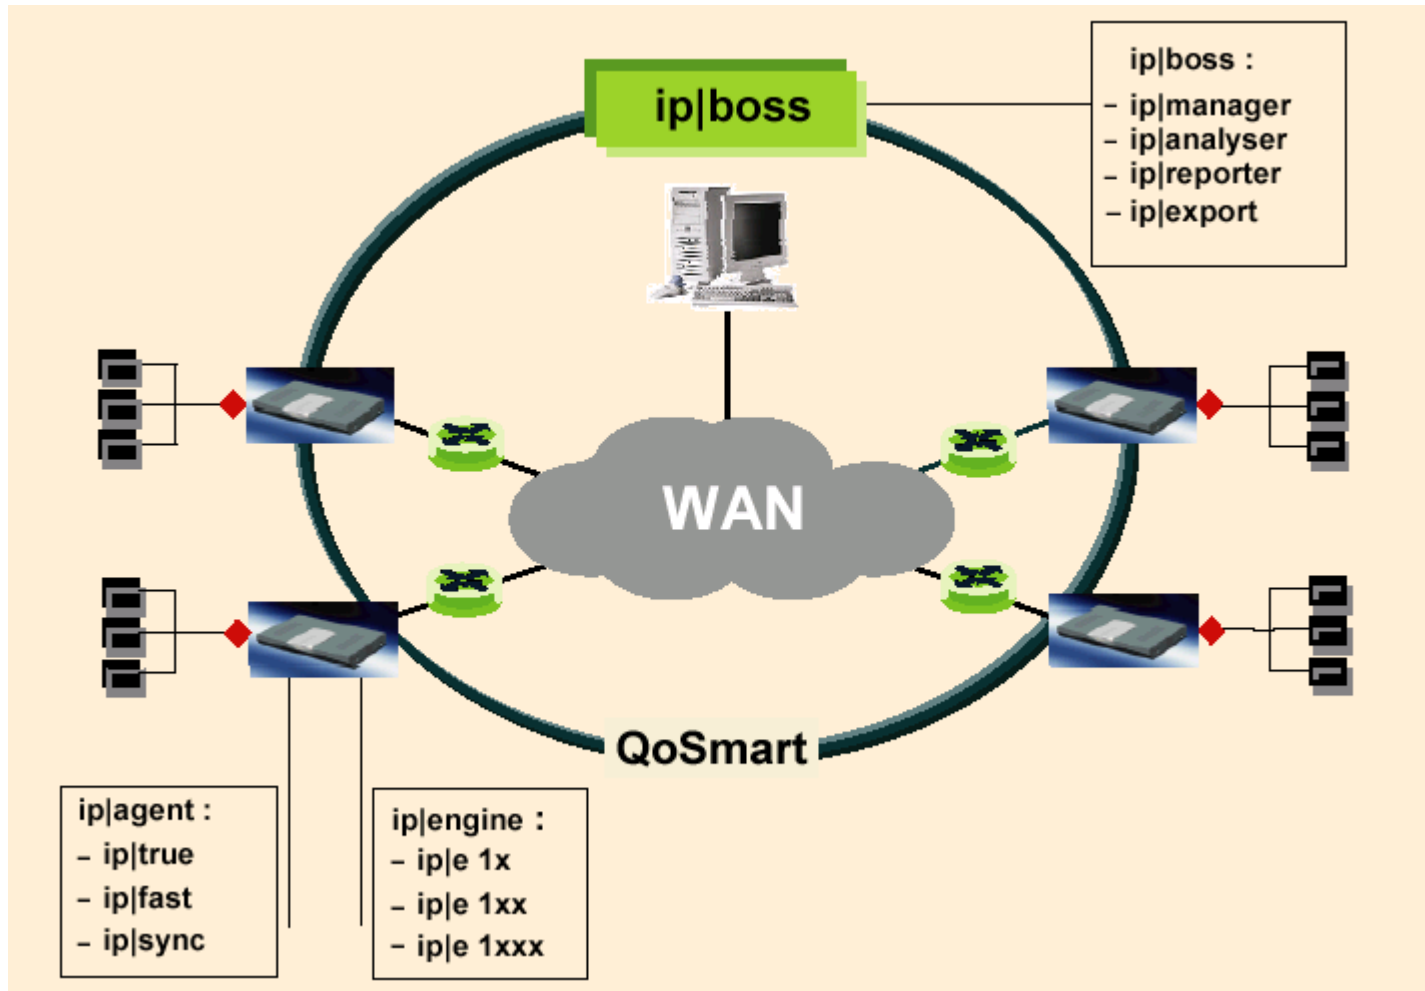 ip|boss
ip|boss :
– ip|manager
– ip|analyser
– ip|reporter
– ip|export
WAN
QoSmart
ip|agent :
– ip|true
– ip|fast
– ip|sync
ip|engine :
– ip|e 1x
– ip|e 1xx
– ip|e 1xxx